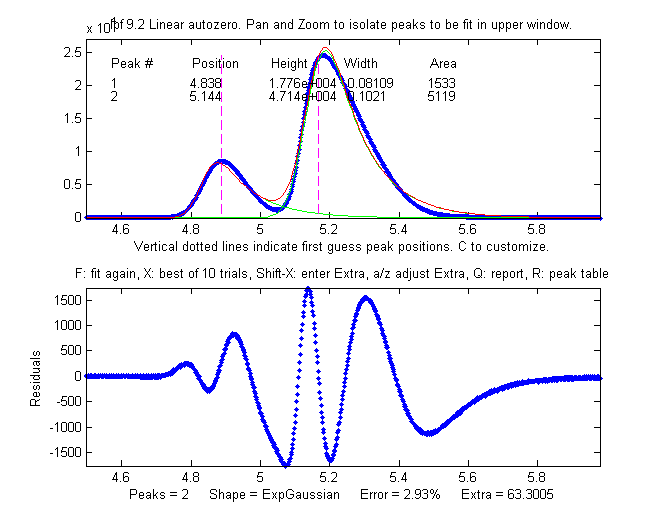 x 10
ipf 9.2 Linear autozero. Pan and Zoom to isolate peaks to be fit in upper window.
2.5
2
1.5
1
0.5
0
Peak # Position Height Width Area
1 4.838 1.776e+004 0.08109 1533
2 5.144 4.714e+004 0.1021 5119
4.6 4.8 5 5.2 5.4 5.6 5.8
Vertical dotted lines indicate first guess peak positions. C to customize.
F: fit again, X: best of 10 trials, Shift-X: enter Extra, a/z adjust Extra, Q: report, R: peak table
Residuals
1500
1000
500
0
-500
-1000
-1500
4.6 4.8 5 5.2 5.4 5.6 5.8
Peaks = 2 Shape = ExpGaussian Error = 2.93% Extra = 63.3005